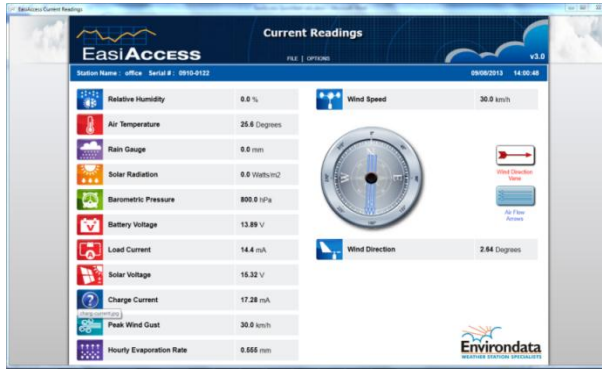 EasiAccess Current Readings
EasiAccess
Current Readings
FILE | OPTIONS
v3.0
Station Name : office Serial # : 0910-0122
09/08/2013 14:00:48
Relative Humidity 0.0 %
Wind Speed 30.0 km/h
Air Temperature 25.6 Degrees
Rain Gauge 0.0 mm
Solar Radiation 0.0 Watts/m2
Barometric Pressure 800.0 hPa
Battery Voltage 13.89 V
Load Current 14.4 mA
Solar Voltage 15.32 V
Charge Current 17.28 mA
charg-current.jpg
Peak Wind Gust 30.0 km/h
Hourly Evaporation Rate 0.555 mm
N
W E
Wind Direction
Vane
Air Flow
Arrows
Wind Direction 2.64 Degrees
Environdata
WEATHER STATION SPECIALISTS